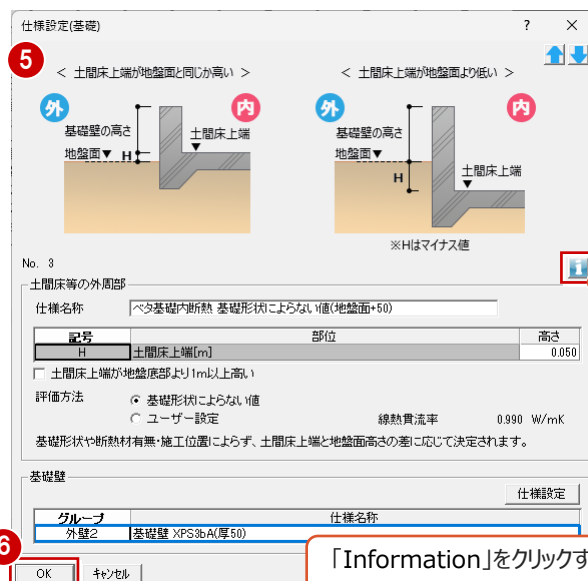 仕様設定(基礎)
? ×
5
< 土間床上端が地盤面と同じか高い >
< 土間床上端が地盤面より低い >
外
内
外
内
基礎壁の高さ
土間床上端
▼
地盤面▼ H
基礎壁の高さ
地盤面▼
H
土間床上端
▼
※Hはマイナス値
No. 3
i
土間床等の外周部
仕様名称 ベタ基礎内断熱 基礎形状によらない値(地盤面+50)
記号 部位 高さ
H 土間床上端[m] 0.050
土間床上端が地盤底部より1m以上高い
評価方法 基礎形状によらない値
ユーザー設定 線熱貫流率 0.990 W/mK
基礎形状や断熱材有無・施工位置によらず、土間床上端と地盤面高さの差に応じて決定されます。
基礎壁
仕様設定
グループ 仕様名称
外壁2 基礎壁 XPS3bA(厚50)
6
OK キャンセル
「Information」をクリックす